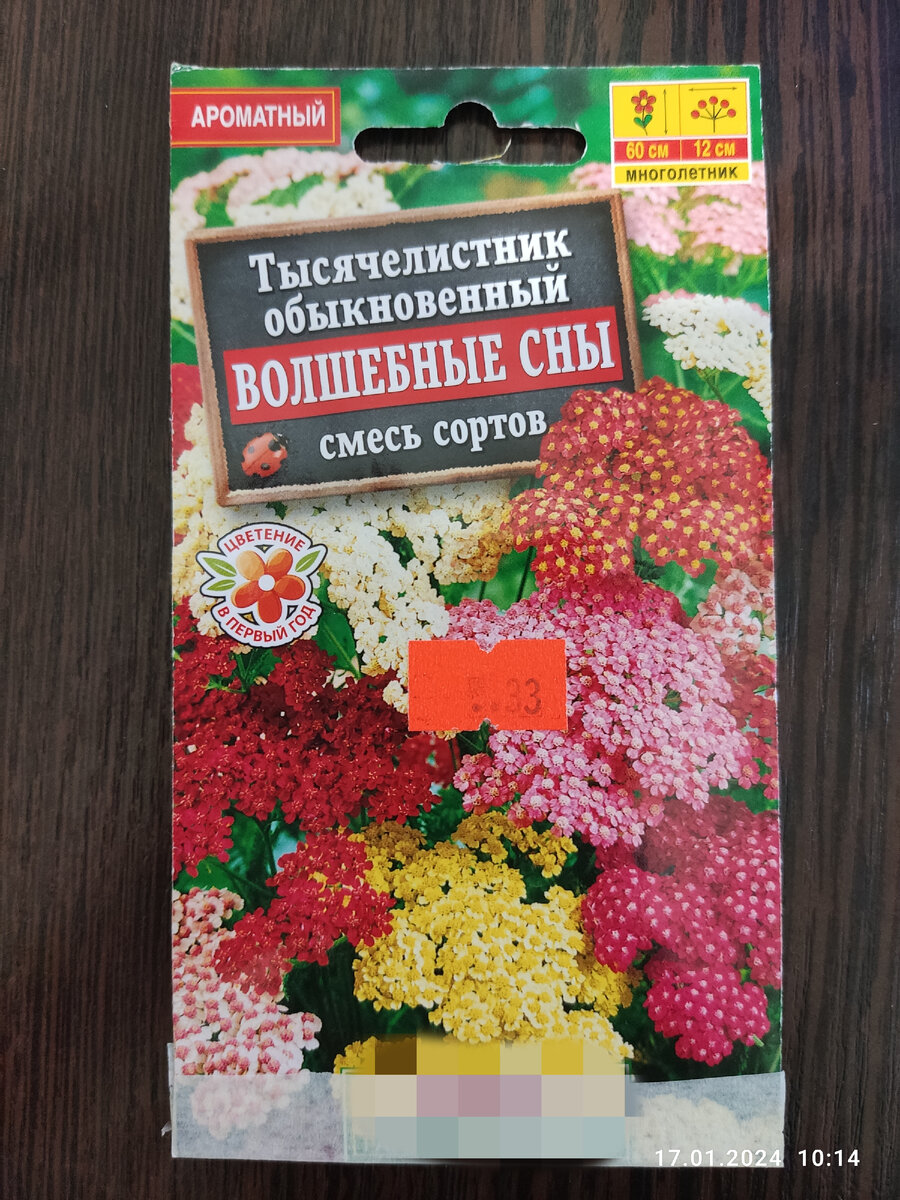 АРОМАТНЫЙ
60 см 12 см
многолетник
Тысячелистник
обыкновенный
ВОЛШЕБНЫЕ СНЫ
смесь сортов
ЦВЕТЕНИЕ
В ПЕРВЫЙ ГОД
17.01.2024 10:14